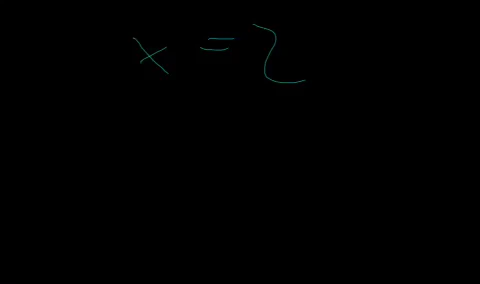 x = 2